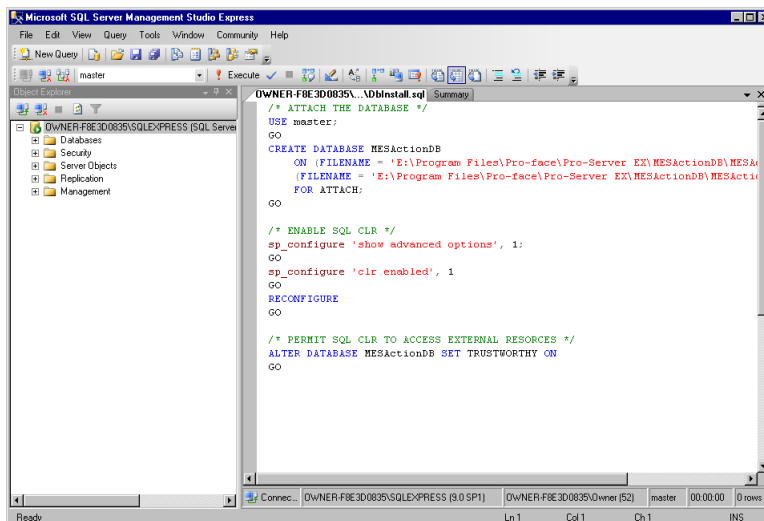 Microsoft SQL Server Management Studio Express
File Edit View Query Tools Window Community Help
New Query
master Execute
Object Explorer
OWNER-F8E3D0835\SQLEXPRESS (SQL Server
Databases
Security
Server Objects
Replication
Management
OWNER-F8E3D0835\...\DbInstall.sql Summary
/* ATTACH THE DATABASE */
USE master;
GO
CREATE DATABASE MESActionDB
ON (FILENAME = 'E:\Program Files\Pro-face\Pro-Server EX\MESActionDB\MESA
(FILENAME = 'E:\Program Files\Pro-face\Pro-Server EX\MESActionDB\MESActio
FOR ATTACH;
GO
/* ENABLE SQL CLR */
sp_configure 'show advanced options', 1;
GO
sp_configure 'clr enabled', 1
GO
RECONFIGURE
GO
/* PERMIT SQL CLR TO ACCESS EXTERNAL RESORCES */
ALTER DATABASE MESActionDB SET TRUSTWORTHY ON
GO
Connec... OWNER-F8E3D0835\SQLEXPRESS (9.0 SP1) OWNER-F8E3D0835\Owner (52) master 00:00:00 0 rows
Ready Ln 1 Col 1 Ch 1 INS